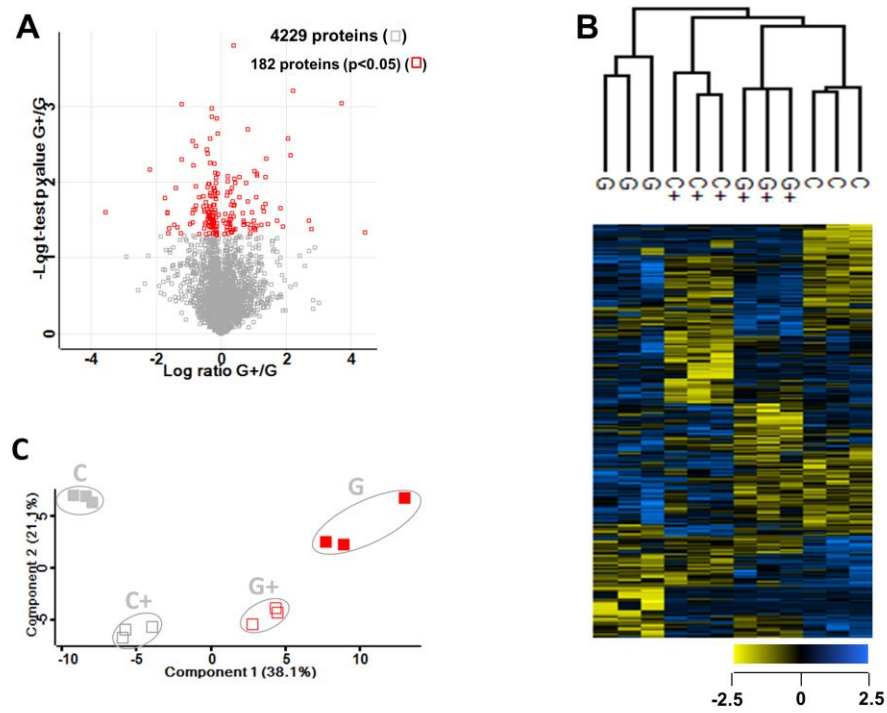 A
4229 proteins (□)
182 proteins (p<0.05) (□)
-Log t-test pvalue G+/G
3
2
1
0
-4 -2 0 2 4
Log ratio G+/G
B
G G G C+ C+ C+ G+ G+ G+ C C C
-2.5 0 2.5
C
C
G
C+
G+
Component 2 (21.1%)
5
0
-5
-10 -5 0 5 10
Component 1 (38.1%)